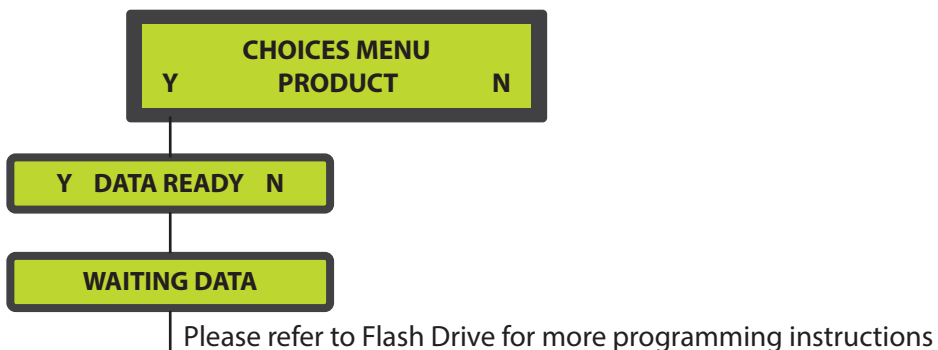 CHOICES MENU
Y PRODUCT N
Y DATA READY N
WAITING DATA
Please refer to Flash Drive for more programming instructions